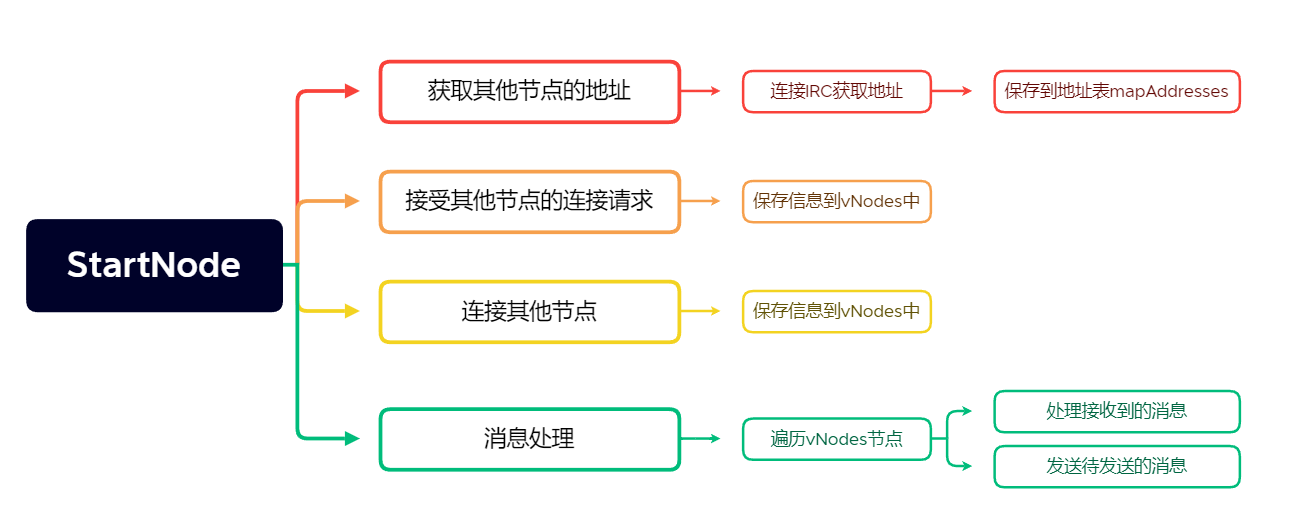 StartNode
获取其他节点的地址
连接IRC获取地址
保存到地址表mapAddresses
接受其他节点的连接请求
保存信息到vNodes中
连接其他节点
保存信息到vNodes中
消息处理
遍历vNodes节点
处理接收到的消息
发送待发送的消息